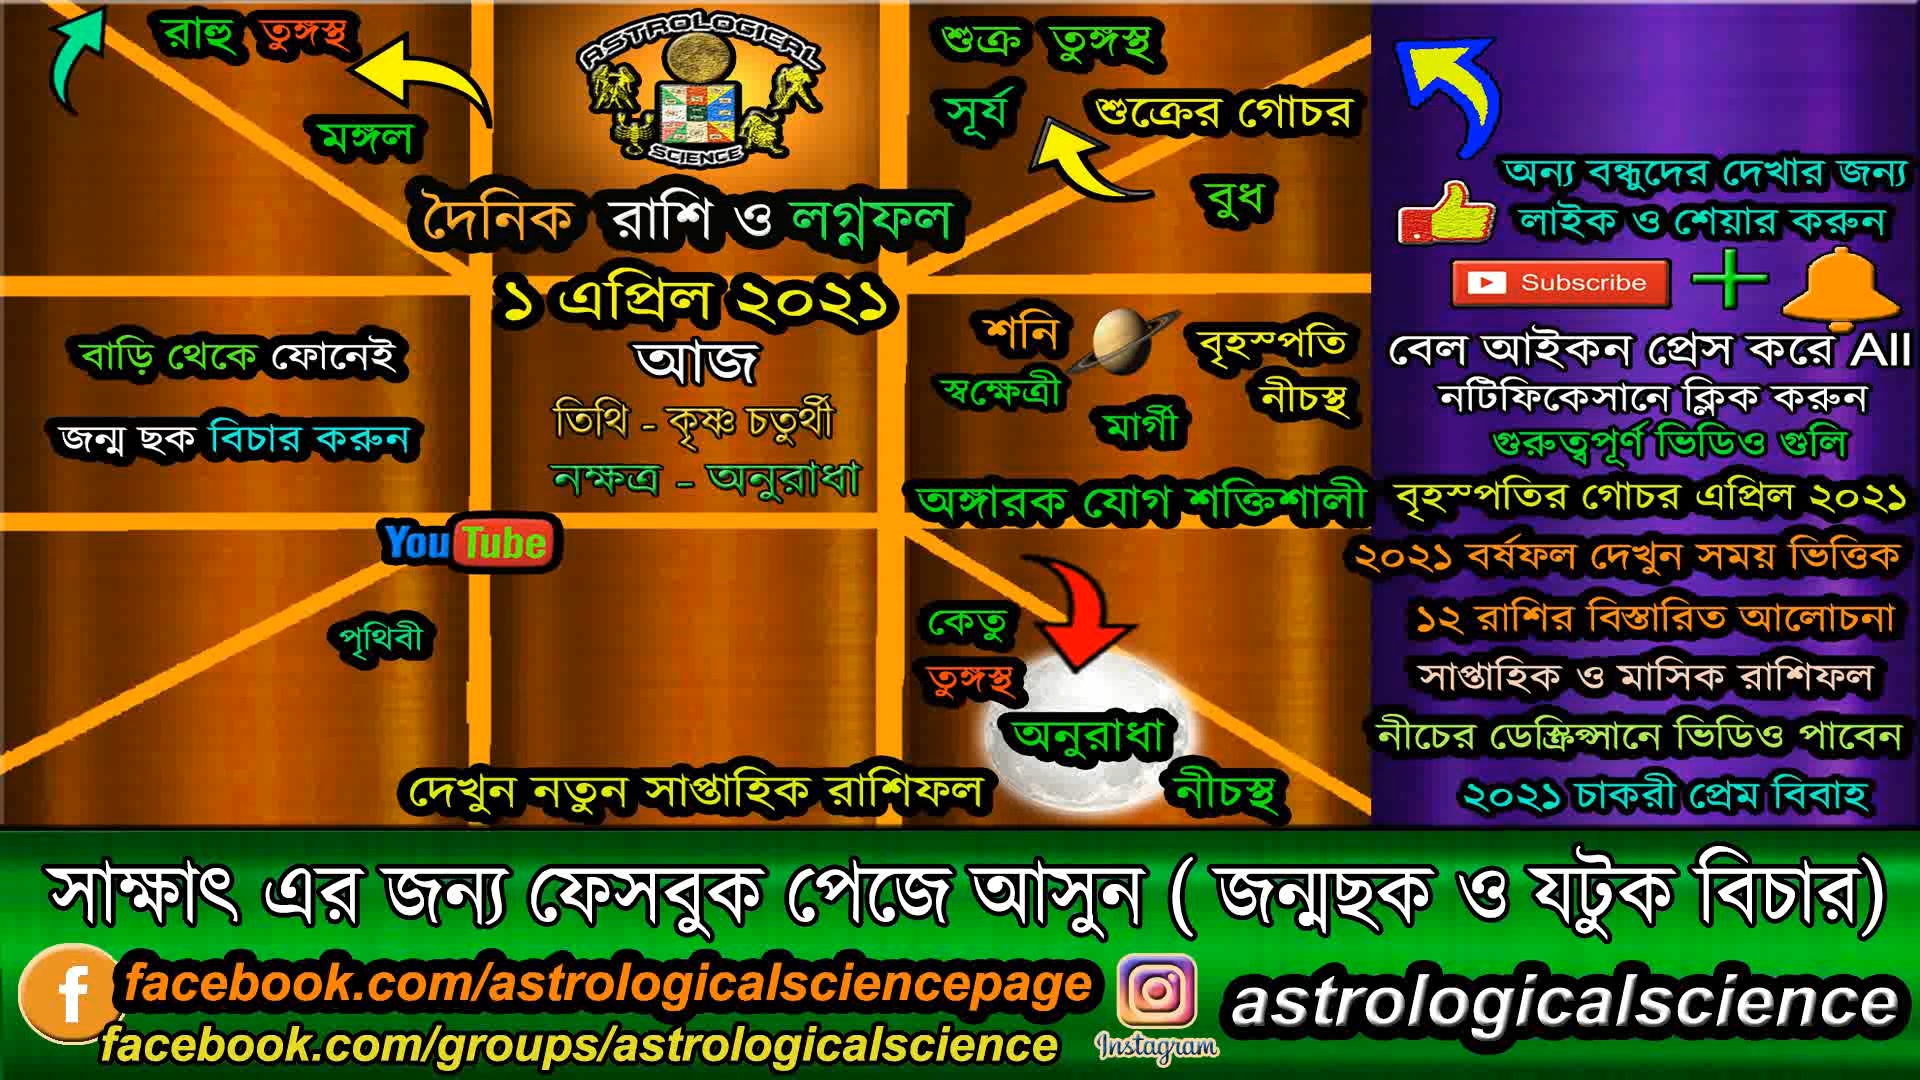 রাহু তুঙ্গস্থ
মঙ্গল
ASTROLOGICAL
SCIENCE
দৈনিক রাশি ও লগ্নফল
১ এপ্রিল ২০২১
আজ
তিথি - কৃষ্ণ চতুর্থী
নক্ষত্র - অনুরাধা
শুক্র তুঙ্গস্থ
সূর্য শুক্রের গোচর
বুধ
বাড়ি থেকে ফোনেই
জন্ম ছক বিচার করুন
শনি বৃহস্পতি
স্বক্ষেত্রী নীচস্থ
মার্গী
অঙ্গারক যোগ শক্তিশালী
YouTube
পৃথিবী
কেতু
তুঙ্গস্থ
অনুরাধা
নীচস্থ
দেখুন নতুন সাপ্তাহিক রাশিফল
অন্য বন্ধুদের দেখার জন্য
লাইক ও শেয়ার করুন
Subscribe
বেল আইকন প্রেস করে All
নটিফিকেসানে ক্লিক করুন
গুরুত্বপূর্ণ ভিডিও গুলি
বৃহস্পতির গোচর এপ্রিল ২০২১
২০২১ বর্ষফল দেখুন সময় ভিত্তিক
১২ রাশির বিস্তারিত আলোচনা
সাপ্তাহিক ও মাসিক রাশিফল
নীচের ডেস্ক্রিপ্সানে ভিডিও পাবেন
২০২১ চাকরী প্রেম বিবাহ
সাক্ষাৎ এর জন্য ফেসবুক পেজে আসুন ( জন্মছক ও যটুক বিচার)
facebook.com/astrologicalsciencepage
facebook.com/groups/astrologicalscience
Instagram
astrologicalscience